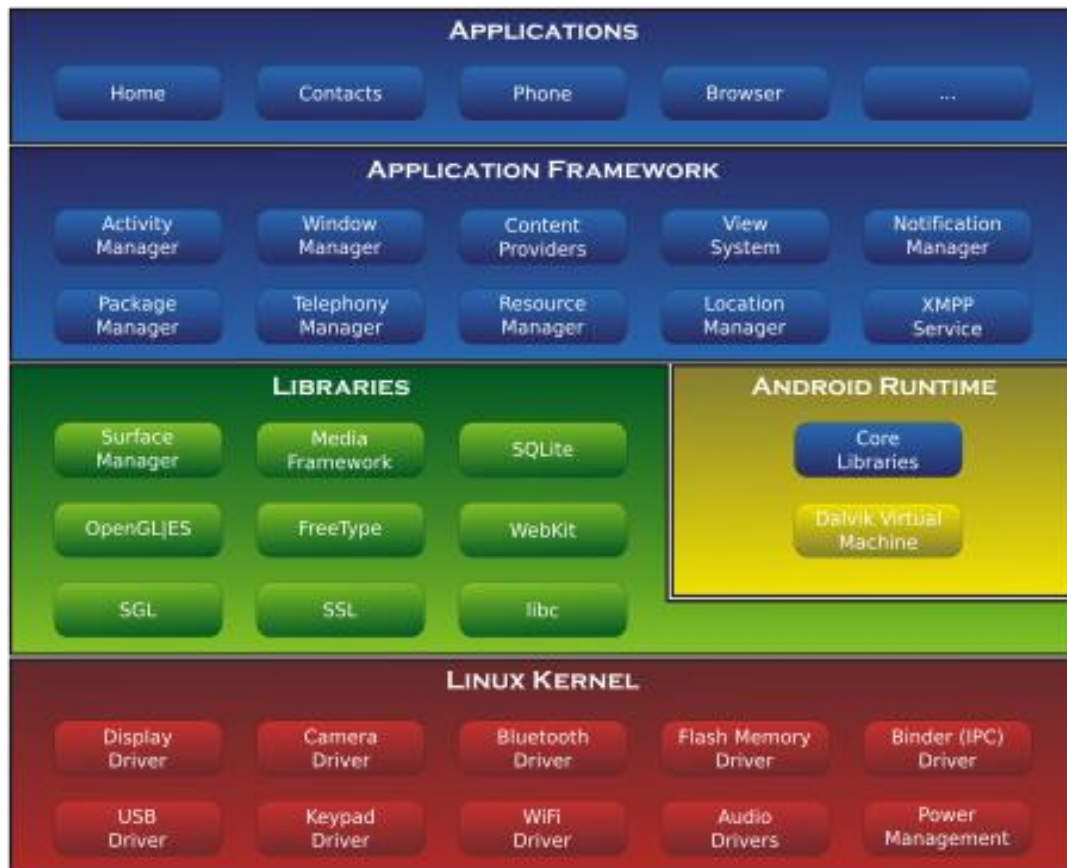 APPLICATIONS
Home
Contacts
Phone
Browser
...
APPLICATION FRAMEWORK
Activity
Manager
Window
Manager
Content
Providers
View
System
Notification
Manager
Package
Manager
Telephony
Manager
Resource
Manager
Location
Manager
XMPP
Service
LIBRARIES
Surface
Manager
Media
Framework
SQLite
OpenGL|ES
FreeType
WebKit
SGL
SSL
libc
ANDROID RUNTIME
Core
Libraries
Dalvik Virtual
Machine
LINUX KERNEL
Display
Driver
Camera
Driver
Bluetooth
Driver
Flash Memory
Driver
Binder (IPC)
Driver
USB
Driver
Keypad
Driver
WiFi
Driver
Audio
Drivers
Power
Management